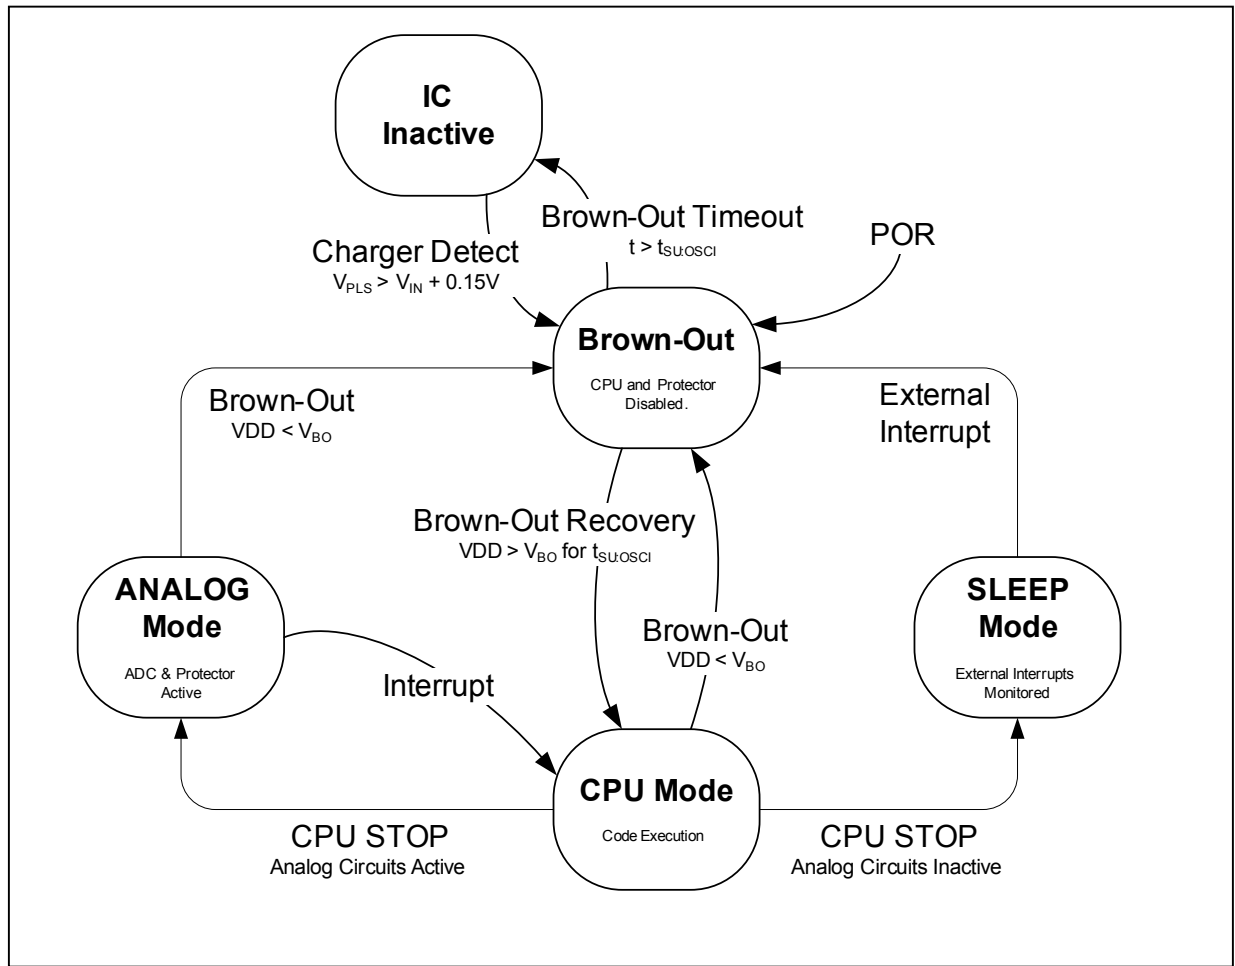 IC
Inactive
Brown-Out Timeout
t > tSU:OSCI
POR
Charger Detect
VPLS > VIN + 0.15V
Brown-Out
CPU and Protector
Disabled.
Brown-Out
VDD < VBO
External
Interrupt
Brown-Out Recovery
VDD > VBO for tSU:OSCI
ANALOG
Mode
ADC & Protector
Active
SLEEP
Mode
External Interrupts
Monitored
Brown-Out
VDD < VBO
Interrupt
CPU Mode
Code Execution
CPU STOP
Analog Circuits Active
CPU STOP
Analog Circuits Inactive